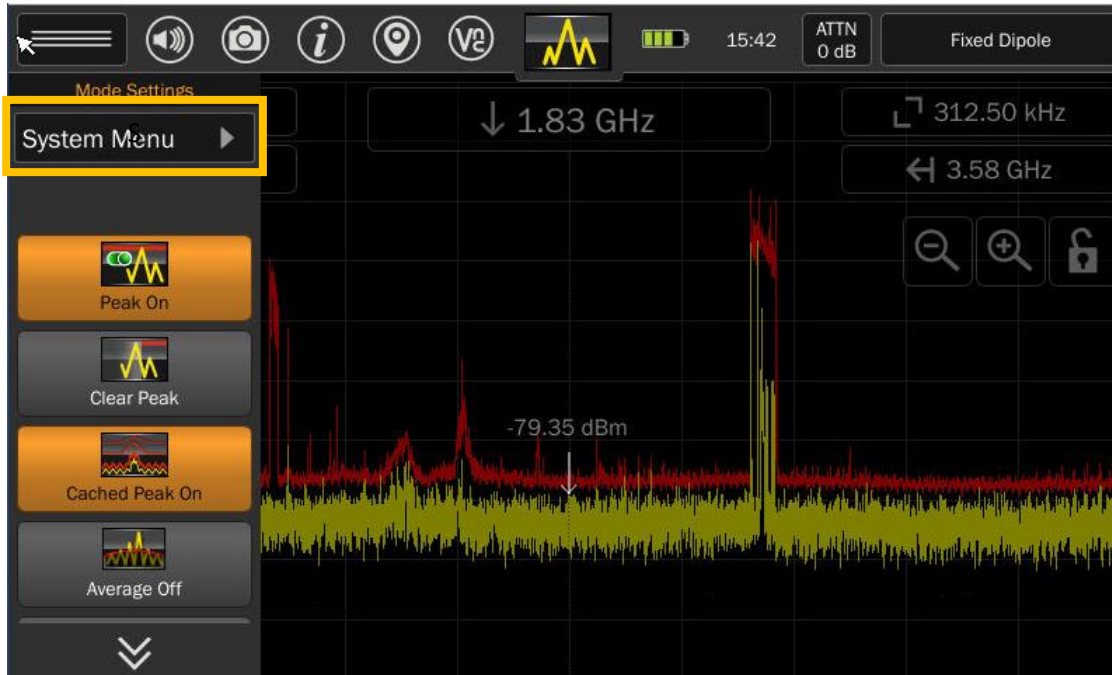 15:42
ATTN
0 dB
Fixed Dipole
Mode Settings
System Menu
1.83 GHz
312.50 kHz
3.58 GHz
Peak On
Clear Peak
-79.35 dBm
Cached Peak On
Average Off